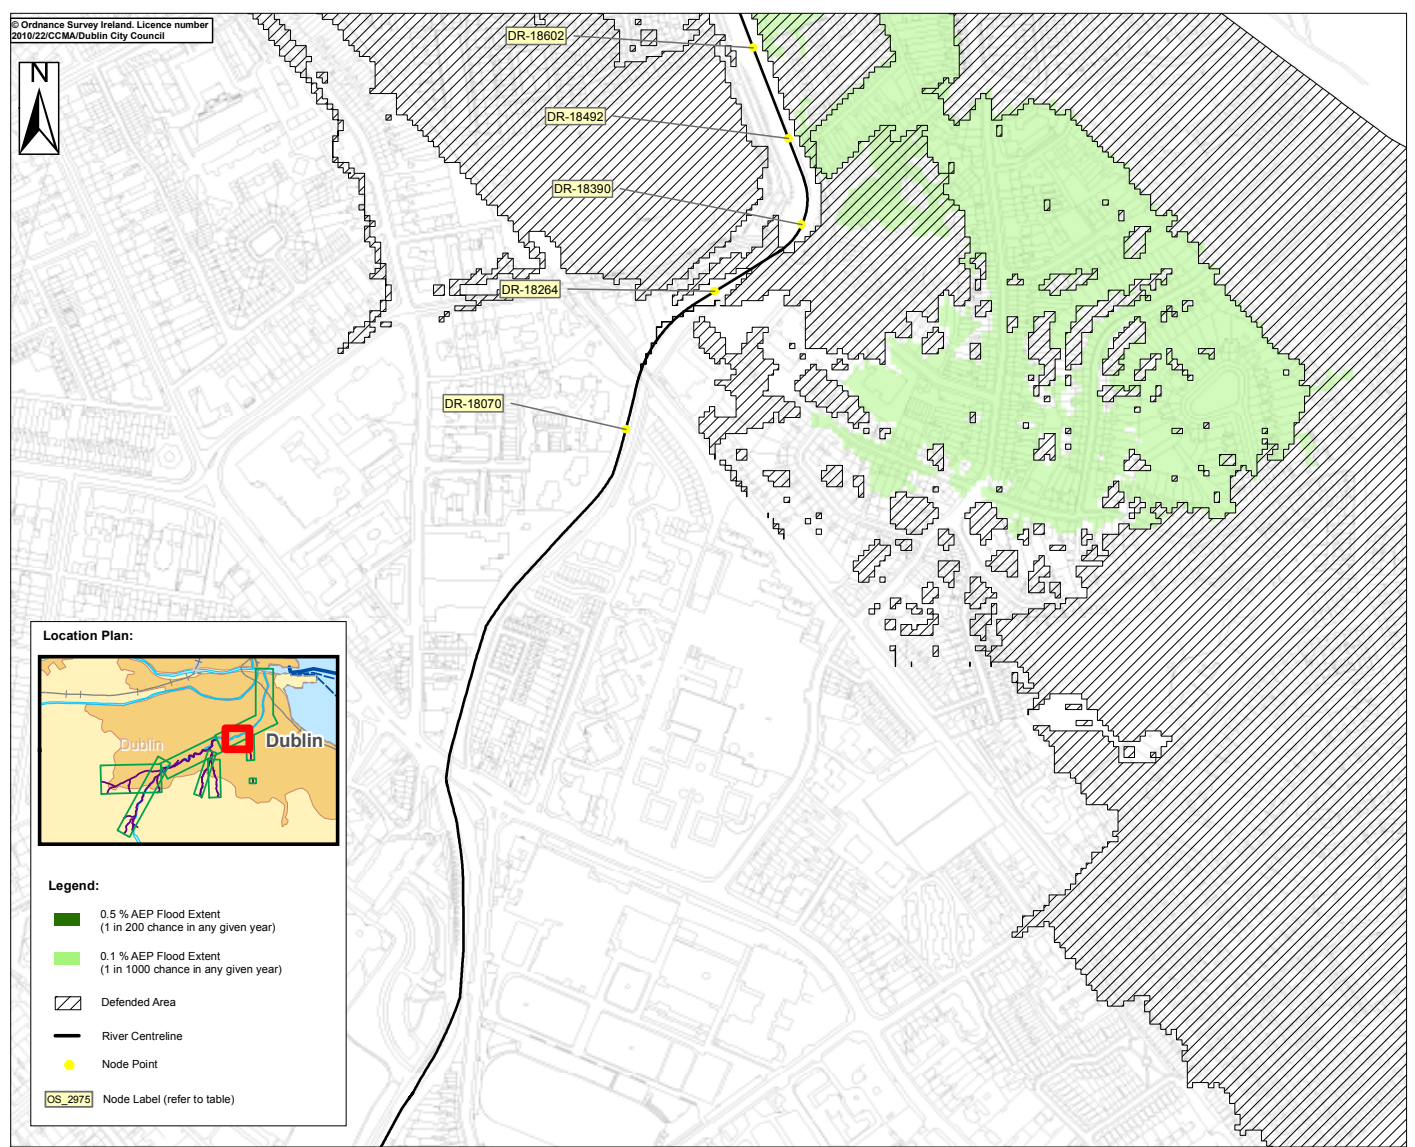 © Ordnance Survey Ireland. Licence number
2010/22/CCMA/Dublin City Council
N
DR-18602
DR-18492
DR-18390
DR-18264
DR-18070
Location Plan:
Dublin
Dublin
Legend:
0.5 % AEP Flood Extent
(1 in 200 chance in any given year)
0.1 % AEP Flood Extent
(1 in 1000 chance in any given year)
Defended Area
River Centreline
Node Point
OS_2975 Node Label (refer to table)